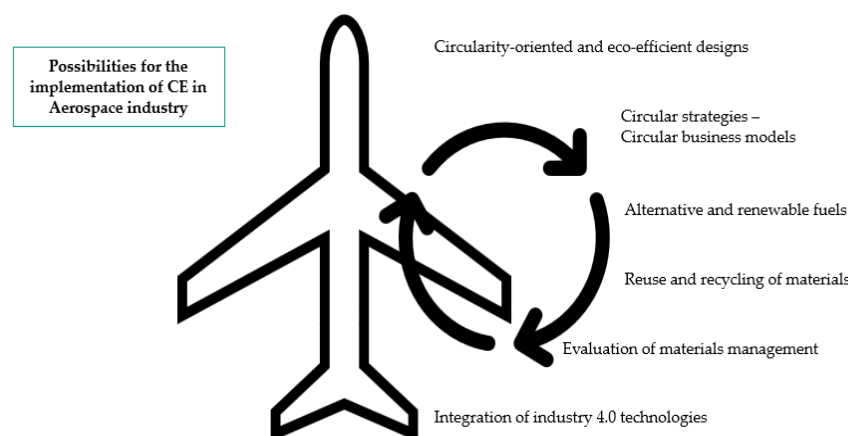 Possibilities for the
implementation of CE in
Aerospace industry
Circularity-oriented and eco-efficient designs
Circular strategies –
Circular business models
Alternative and renewable fuels
Reuse and recycling of materials
Evaluation of materials management
Integration of industry 4.0 technologies